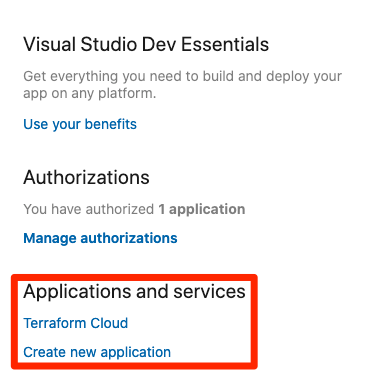 Visual Studio Dev Essentials
Get everything you need to build and deploy your
app on any platform.
Use your benefits
Authorizations
You have authorized 1 application
Manage authorizations
Applications and services
Terraform Cloud
Create new application